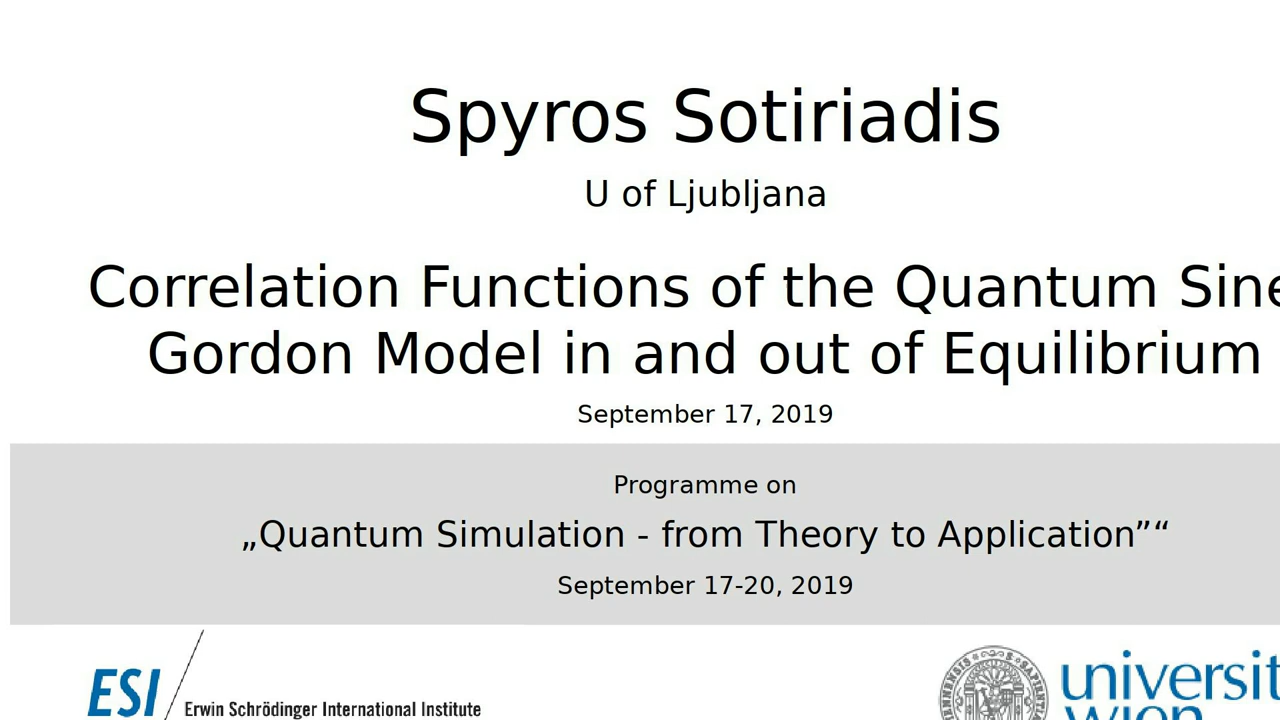 Spyros Sotiriadis
U of Ljubljana
Correlation Functions of the Quantum Sine
Gordon Model in and out of Equilibrium
September 17, 2019
Programme on
„Quantum Simulation - from Theory to Application”“
September 17-20, 2019
ESI
Erwin Schrödinger International Institute
universit
wien